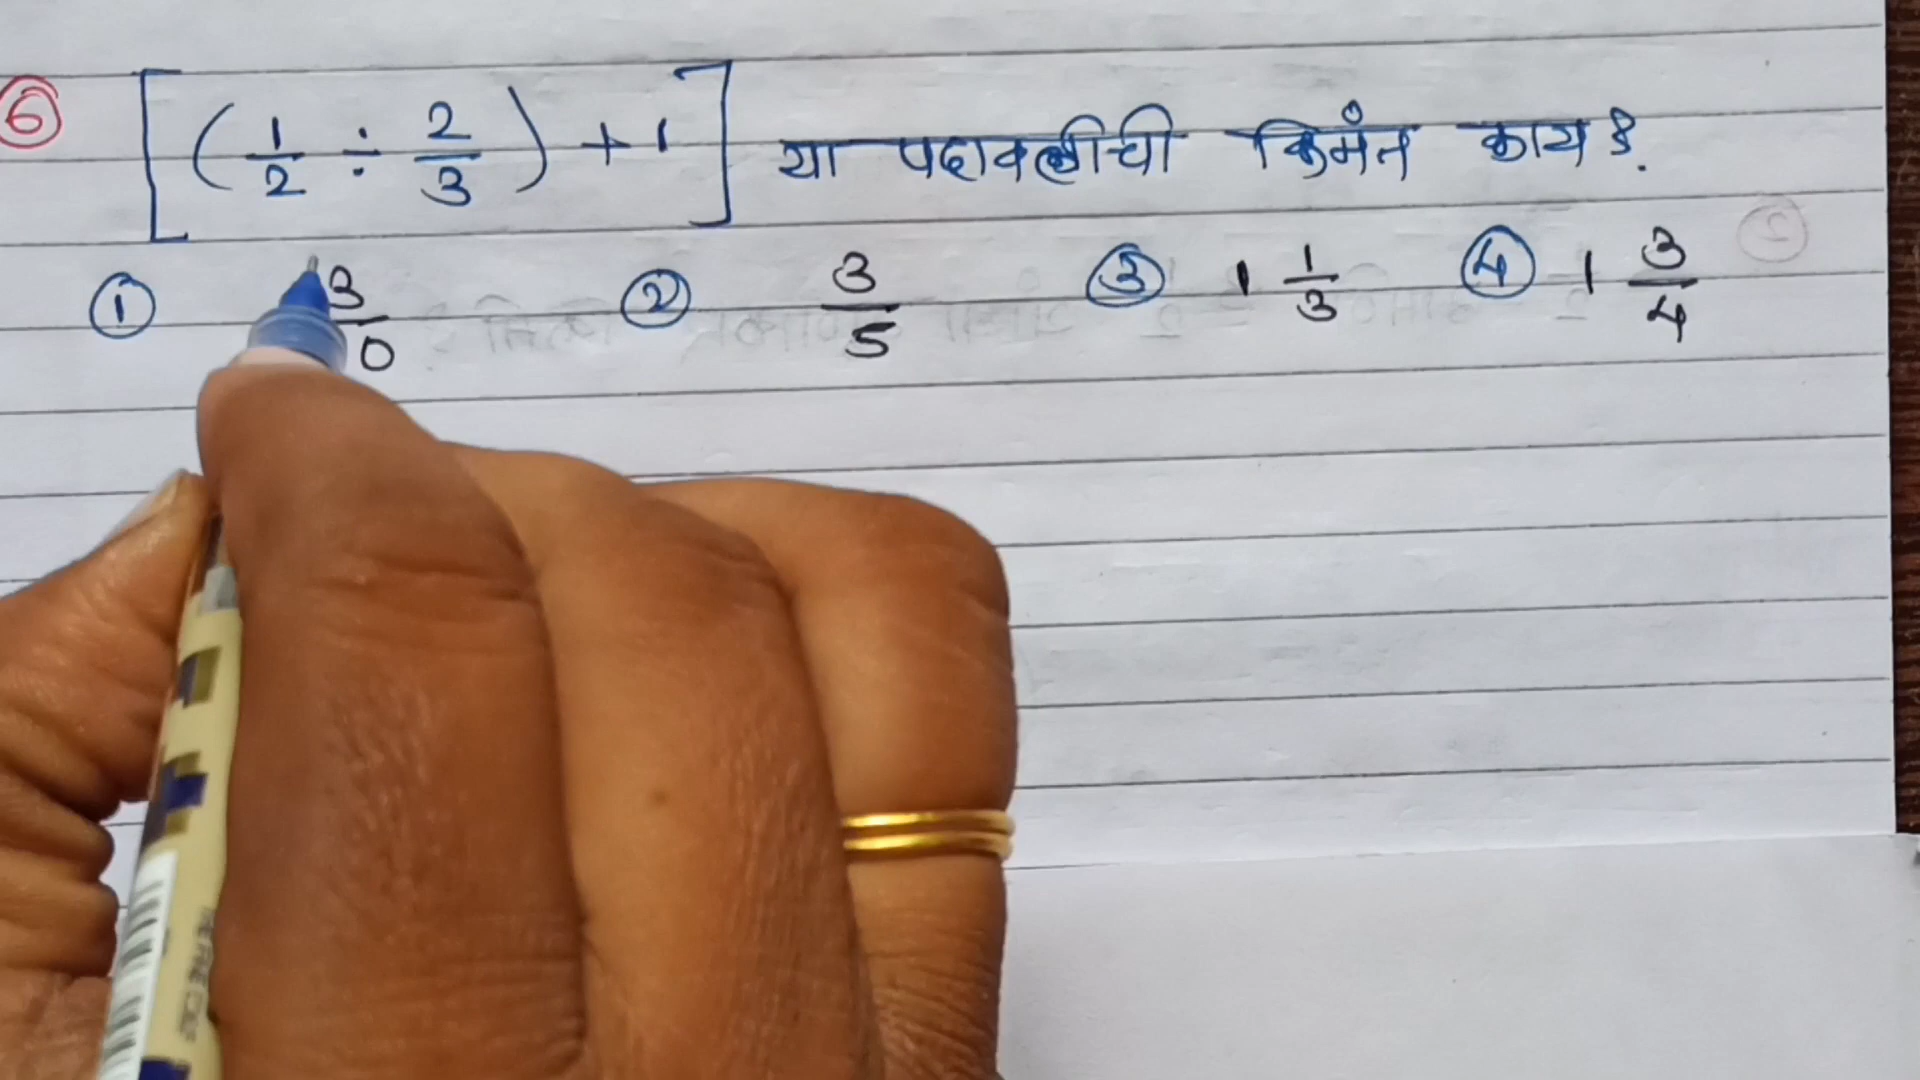 ⑥ [(1/2 ÷ 2/3) + 1] या पदावलीची किमंत काय ?.
① 3/0 ② 3/5 ③ 1 1/3 ④ 1 3/4